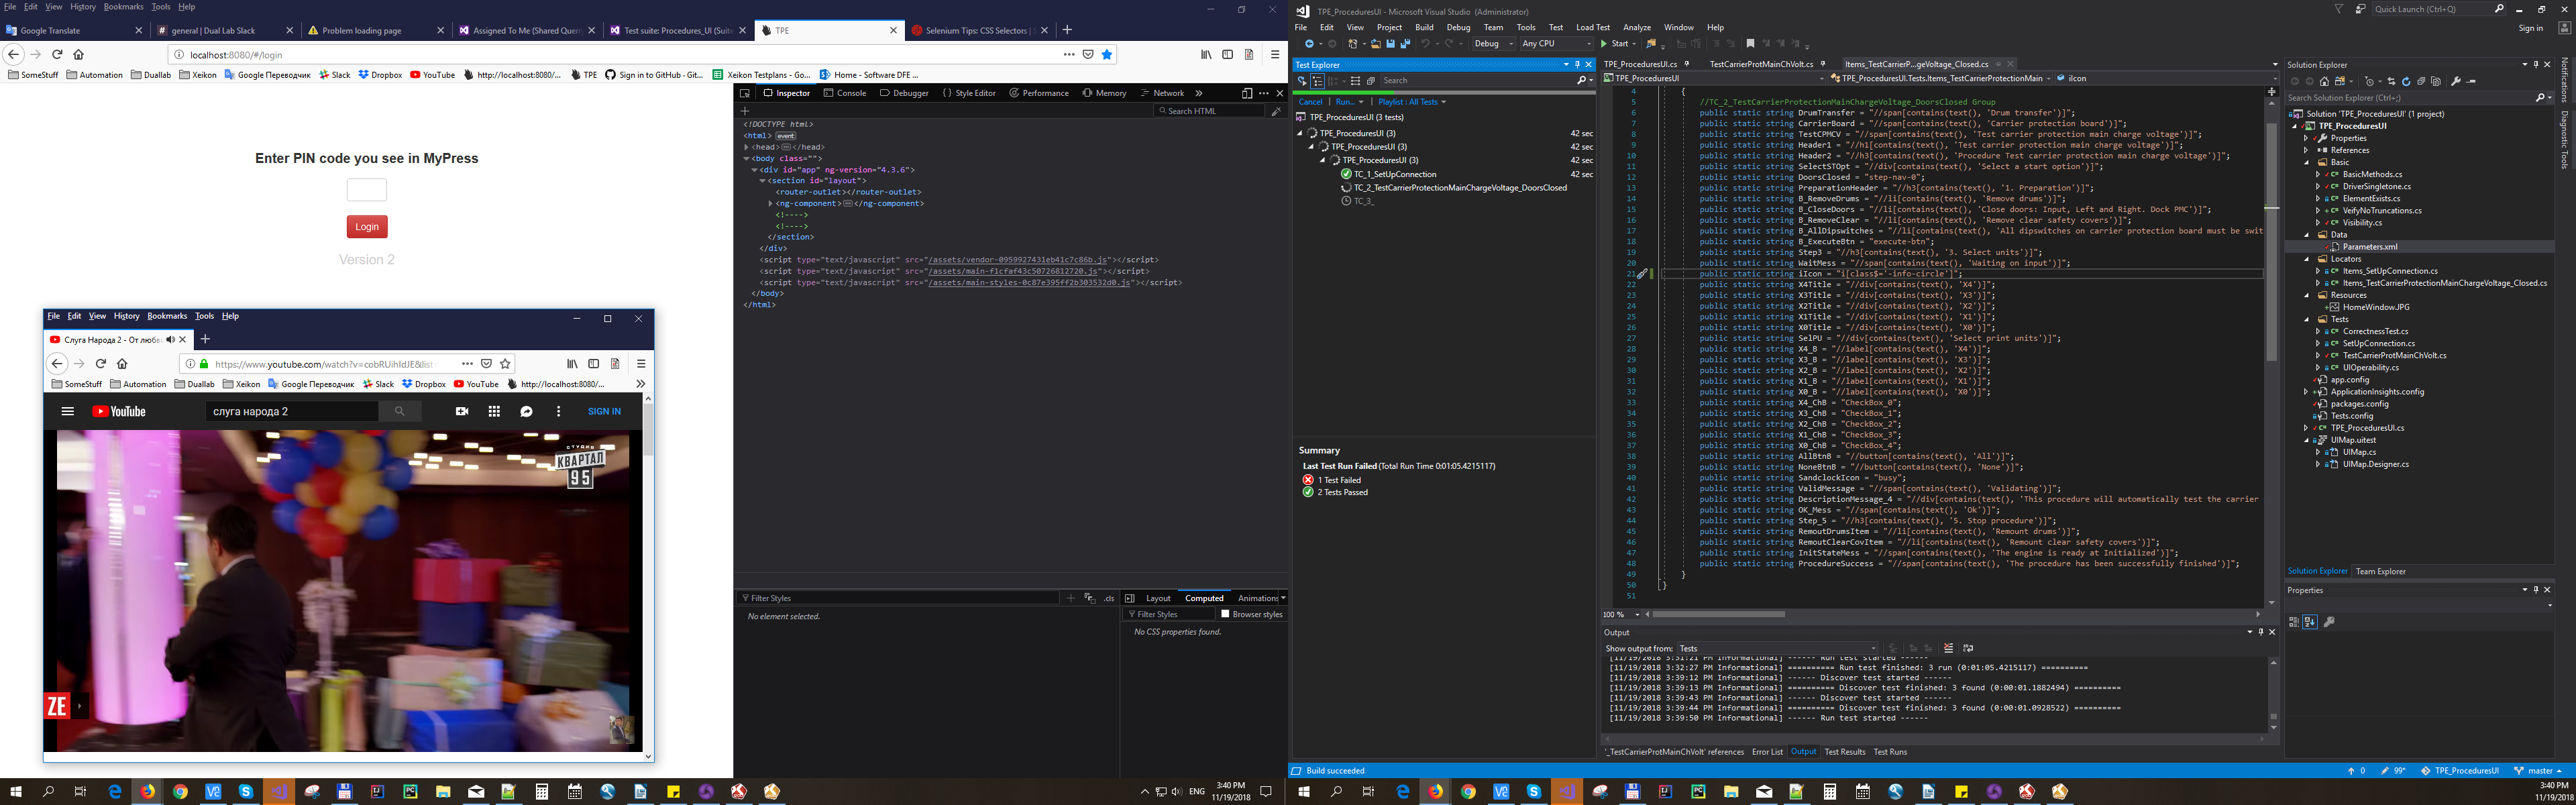 File Edit View History Bookmarks Tools Help
Google Translate
general | Dual Lab Slack
Problem loading page
Assigned To Me (Shared Query
Test suite: Procedures_UI (Suite
TPE
Selenium Tips: CSS Selectors | S
localhost:8080/#/login
SomeStuff Automation Duallab Xeikon Google Переводчик Slack Dropbox YouTube http://localhost:8080/... TPE Sign in to GitHub · Git... Xeikon Testplans - Go... Home - Software DFE ...
Enter PIN code you see in MyPress
Login
Version 2
Inspector Console Debugger Style Editor Performance Memory Network
Search HTML
<!DOCTYPE html>
<html> event
<head></head>
<body class="">
<div id="app" ng-version="4.3.6">
<section id="layout">
<router-outlet></router-outlet>
<ng-component></ng-component>
<!---->
<!---->
</section>
</div>
<script type="text/javascript" src="/assets/vendor-0959927431eb41c7c86b.js"></script>
<script type="text/javascript" src="/assets/main-f1cfaf43c50726812720.js"></script>
<script type="text/javascript" src="/assets/main-styles-0c87e395ff2b303532d0.js"></script>
</body>
</html>
Filter Styles .cls
No element selected.
Layout Computed Animations
Filter Styles Browser styles
No CSS properties found.
File Edit View History Bookmarks Tools Help
Слуга Народа 2 - От любви
https://www.youtube.com/watch?v=cobRUihIdJE&list
SomeStuff Automation Duallab Xeikon Google Переводчик Slack Dropbox YouTube http://localhost:8080/...
YouTube
слуга народа 2
SIGN IN
СТУДИЯ
КВАРТАЛ
95
ZE
ENG
3:40 PM
11/19/2018
TPE_ProceduresUI - Microsoft Visual Studio (Administrator)
Quick Launch (Ctrl+Q)
File Edit View Project Build Debug Team Tools Test Load Test Analyze Window Help
Sign in
Debug Any CPU Start
Test Explorer
Search
Cancel | Run... | Playlist : All Tests
TPE_ProceduresUI (3 tests)
TPE_ProceduresUI (3) 42 sec
TPE_ProceduresUI (3) 42 sec
TPE_ProceduresUI (3) 42 sec
TC_1_SetUpConnection 42 sec
TC_2_TestCarrierProtectionMainChargeVoltage_DoorsClosed
TC_3_
Summary
Last Test Run Failed (Total Run Time 0:01:05.4215117)
1 Test Failed
2 Tests Passed
TPE_ProceduresUI.cs TestCarrierProtMainChVolt.cs Items_TestCarrierP...geVoltage_Closed.cs
TPE_ProceduresUI TPE_ProceduresUI.Tests.Items_TestCarrierProtectionMain iIcon
4 {
5 //TC_2_TestCarrierProtectionMainChargeVoltage_DoorsClosed Group
6 public static string DrumTransfer = "//span[contains(text(), 'Drum transfer')]";
7 public static string CarrierBoard = "//span[contains(text(), 'Carrier protection board')]";
8 public static string TestCPMCV = "//span[contains(text(), 'Test carrier protection main charge voltage')]";
9 public static string Header1 = "//h1[contains(text(), 'Test carrier protection main charge voltage')]";
10 public static string Header2 = "//h3[contains(text(), 'Procedure Test carrier protection main charge voltage')]";
11 public static string SelectSTOpt = "//div[contains(text(), 'Select a start option')]";
12 public static string DoorsClosed = "step-nav-0";
13 public static string PreparationHeader = "//h3[contains(text(), '1. Preparation')]";
14 public static string B_RemoveDrums = "//li[contains(text(), 'Remove drums')]";
15 public static string B_CloseDoors = "//li[contains(text(), 'Close doors: Input, Left and Right. Dock PMC')]";
16 public static string B_RemoveClear = "//li[contains(text(), 'Remove clear safety covers')]";
17 public static string B_AllDipswitches = "//li[contains(text(), 'All dipswitches on carrier protection board must be swit
18 public static string B_ExecuteBtn = "execute-btn";
19 public static string Step3 = "//h3[contains(text(), '3. Select units')]";
20 public static string WaitMess = "//span[contains(text(), 'Waiting on input')]";
21 public static string iIcon = "i[class$='-info-circle']";
22 public static string X4Title = "//div[contains(text(), 'X4')]";
23 public static string X3Title = "//div[contains(text(), 'X3')]";
24 public static string X2Title = "//div[contains(text(), 'X2')]";
25 public static string X1Title = "//div[contains(text(), 'X1')]";
26 public static string X0Title = "//div[contains(text(), 'X0')]";
27 public static string SelPU = "//div[contains(text(), 'Select print units')]";
28 public static string X4_B = "//label[contains(text(), 'X4')]";
29 public static string X3_B = "//label[contains(text(), 'X3')]";
30 public static string X2_B = "//label[contains(text(), 'X2')]";
31 public static string X1_B = "//label[contains(text(), 'X1')]";
32 public static string X0_B = "//label[contains(text(), 'X0')]";
33 public static string X4_ChB = "CheckBox_0";
34 public static string X3_ChB = "CheckBox_1";
35 public static string X2_ChB = "CheckBox_2";
36 public static string X1_ChB = "CheckBox_3";
37 public static string X0_ChB = "CheckBox_4";
38 public static string AllBtnB = "//button[contains(text(), 'All')]";
39 public static string NoneBtnB = "//button[contains(text(), 'None')]";
40 public static string SandclockIcon = "busy";
41 public static string ValidMessage = "//span[contains(text(), 'Validating')]";
42 public static string DescriptionMessage_4 = "//div[contains(text(), 'This procedure will automatically test the carrier
43 public static string OK_Mess = "//span[contains(text(), 'Ok')]";
44 public static string Step_5 = "//h3[contains(text(), '5. Stop procedure')]";
45 public static string RemoutDrumsItem = "//li[contains(text(), 'Remount drums')]";
46 public static string RemoutClearCovItem = "//li[contains(text(), 'Remount clear safety covers')]";
47 public static string InitStateMess = "//span[contains(text(), 'The engine is ready at Initialized')]";
48 public static string ProcedureSuccess = "//span[contains(text(), 'The procedure has been successfully finished')]";
49 }
50 }
51
100 %
Output
Show output from: Tests
[11/19/2018 3:31:21 PM Informational] ------ Run test started ------
[11/19/2018 3:32:27 PM Informational] ========== Run test finished: 3 run (0:01:05.4215117) ==========
[11/19/2018 3:39:12 PM Informational] ------ Discover test started ------
[11/19/2018 3:39:13 PM Informational] ========== Discover test finished: 3 found (0:00:01.1882494) ==========
[11/19/2018 3:39:43 PM Informational] ------ Discover test started ------
[11/19/2018 3:39:44 PM Informational] ========== Discover test finished: 3 found (0:00:01.0928522) ==========
[11/19/2018 3:39:50 PM Informational] ------ Run test started ------
'_TestCarrierProtMainChVolt' references Error List Output Test Results Test Runs
Solution Explorer
Search Solution Explorer (Ctrl+;)
Solution 'TPE_ProceduresUI' (1 project)
TPE_ProceduresUI
Properties
References
Basic
BasicMethods.cs
DriverSingletone.cs
ElementExists.cs
VeifyNoTruncations.cs
Visibility.cs
Data
Parameters.xml
Locators
Items_SetUpConnection.cs
Items_TestCarrierProtectionMainChargeVoltage_Closed.cs
Resources
HomeWindow.JPG
Tests
CorrectnessTest.cs
SetUpConnection.cs
TestCarrierProtMainChVolt.cs
UIOperability.cs
app.config
ApplicationInsights.config
packages.config
Tests.config
TPE_ProceduresUI.cs
UIMap.uitest
UIMap.cs
UIMap.Designer.cs
Solution Explorer Team Explorer
Properties
Notifications
Diagnostic Tools
Build succeeded
0 99* TPE_ProceduresUI master
3:40 PM
11/19/2018